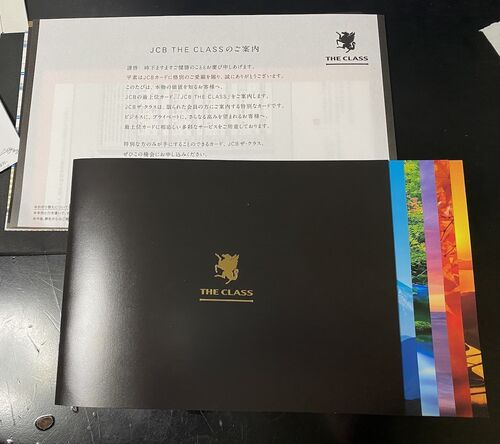 JCB THE CLASSのご案内
THE CLASS
謹啓 時下ますますご健勝のこととお慶び申しあげます。
平素はJCBカードに格別のご愛顧を賜り、誠にありがとうございます。
このたびは、本物の価値を知るお客様へ、
JCBの最上位カード、「JCB THE CLASS」をご案内します。
JCBザ・クラスは、限られた会員の方にご案内する特別なカードです。
ビジネスに、プライベートに、さらなる高みを望まれるお客様へ、
最上位カードに相応しい多彩なサービスをご用意しております。
特別な方のみが手にすることのできるカード、JCBザ・クラス。
ぜひこの機会にお申し込みください。
THE CLASS